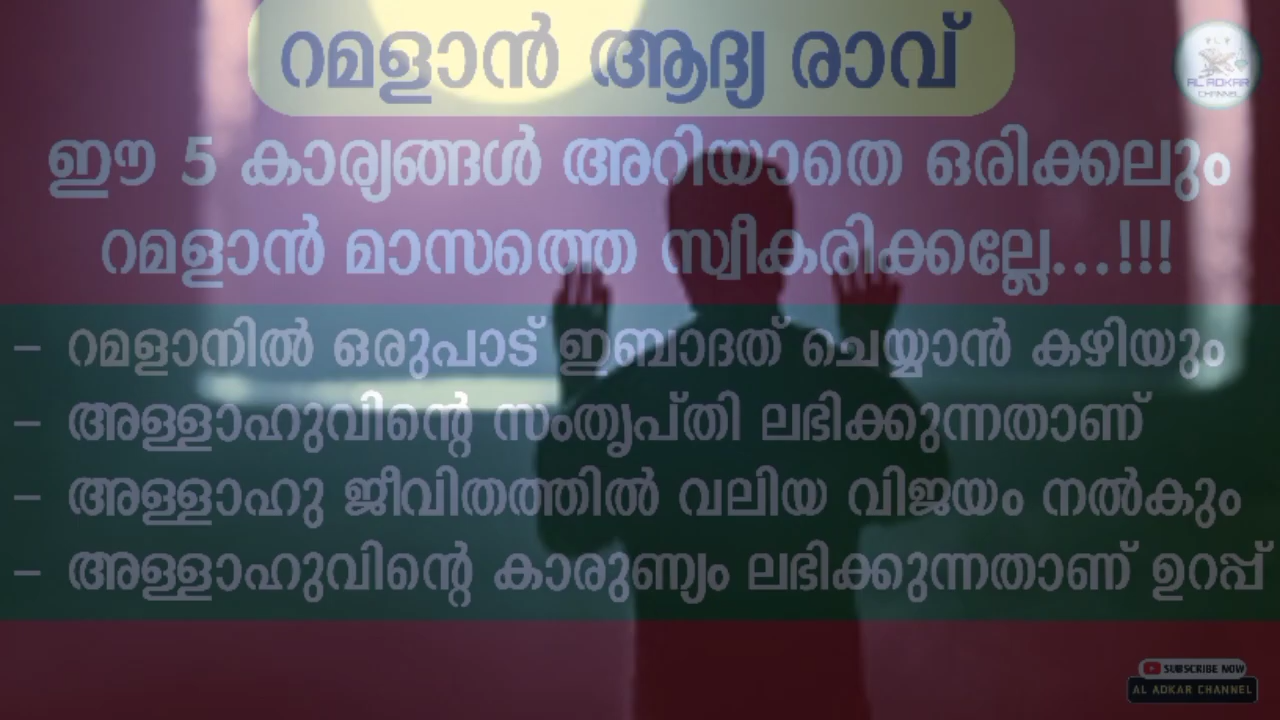 റമളാൻ ആദ്യ രാവ്
AL ADKAR
CHANNEL
ഈ 5 കാര്യങ്ങൾ അറിയാതെ ഒരിക്കലും
റമളാൻ മാസത്തെ സ്വീകരിക്കല്ലേ...!!!
– റമളാനിൽ ഒരുപാട് ഇബാദത് ചെയ്യാൻ കഴിയും
– അള്ളാഹുവിന്റെ സംതൃപ്തി ലഭിക്കുന്നതാണ്
– അള്ളാഹു ജീവിതത്തിൽ വലിയ വിജയം നൽകും
– അള്ളാഹുവിന്റെ കാരുണ്യം ലഭിക്കുന്നതാണ് ഉറപ്പ്
SUBSCRIBE NOW
AL ADKAR CHANNEL